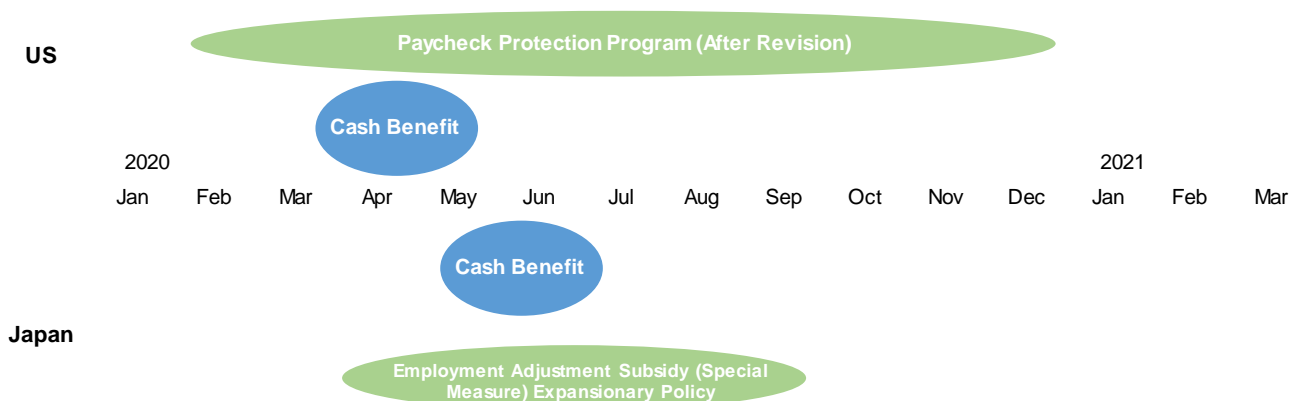 US
Paycheck Protection Program (After Revision)
Cash Benefit
2020 2021
Jan Feb Mar Apr May Jun Jul Aug Sep Oct Nov Dec Jan Feb Mar
Cash Benefit
Japan
Employment Adjustment Subsidy (Special
Measure) Expansionary Policy